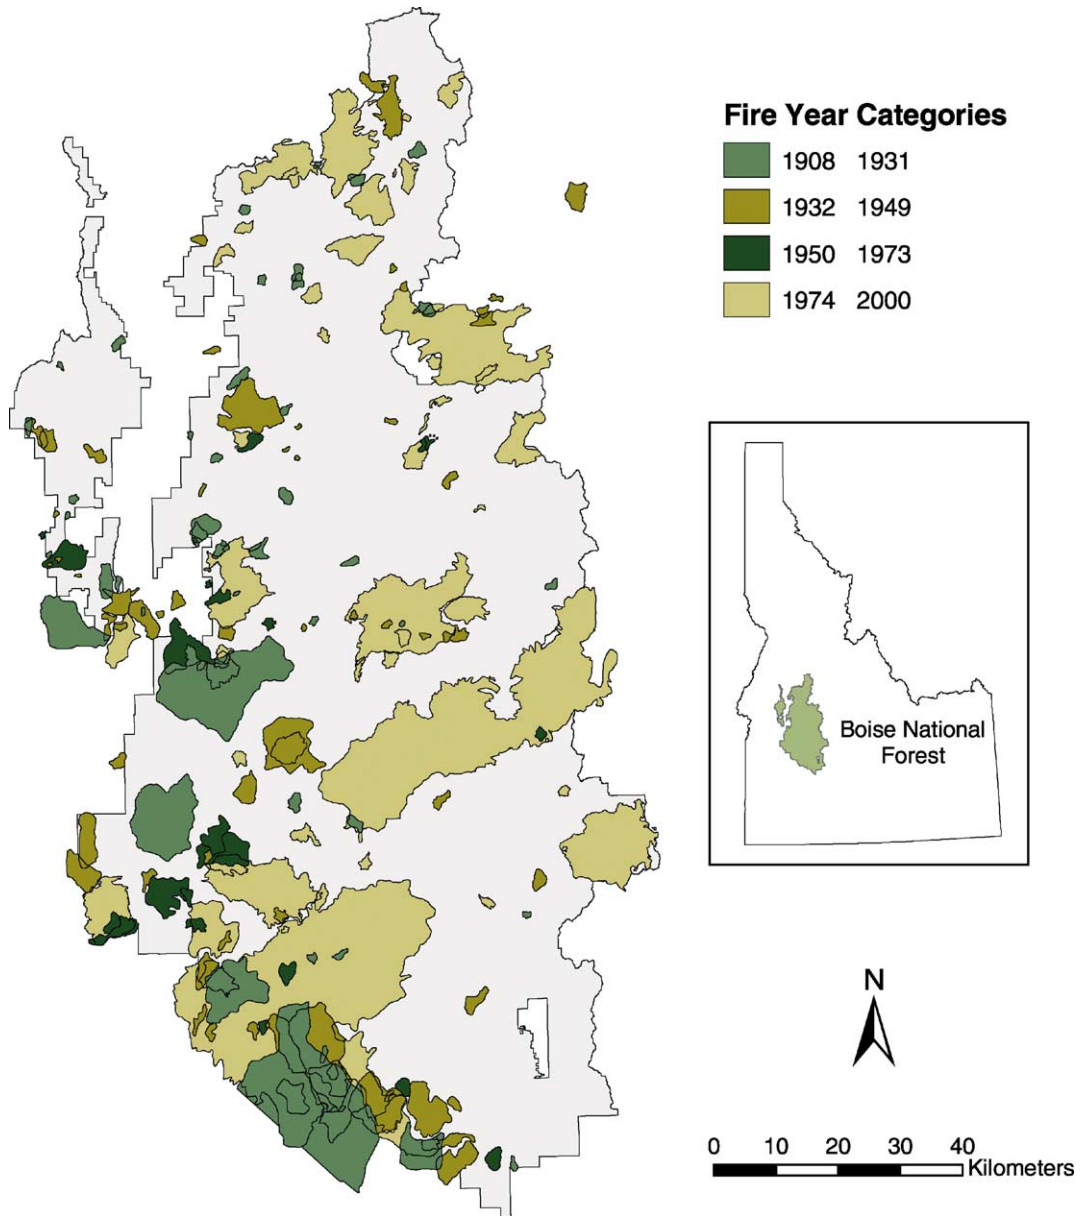 Fire Year Categories
1908 1931
1932 1949
1950 1973
1974 2000
Boise National
Forest
N
0 10 20 30 40
Kilometers